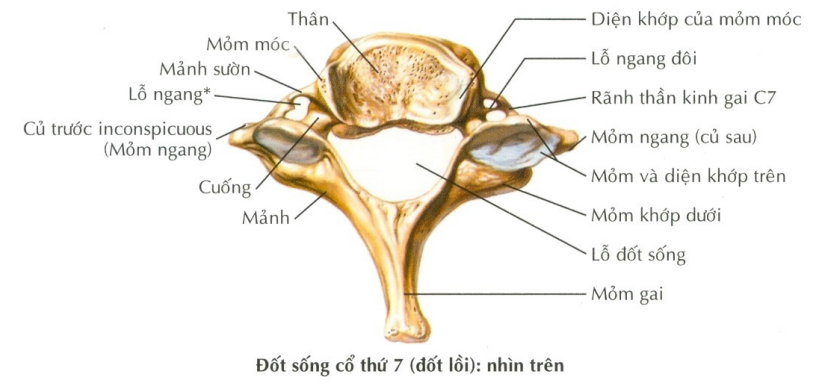 Thân
Mỏm móc
Mảnh sườn
Lỗ ngang*
Củ trước inconspicuous
(Mỏm ngang)
Cuống
Mảnh
Diện khớp của mỏm móc
Lỗ ngang đôi
Rãnh thần kinh gai C7
Mỏm ngang (củ sau)
Mỏm và diện khớp trên
Mỏm khớp dưới
Lỗ đốt sống
Mỏm gai
Đốt sống cổ thứ 7 (đốt lồi): nhìn trên